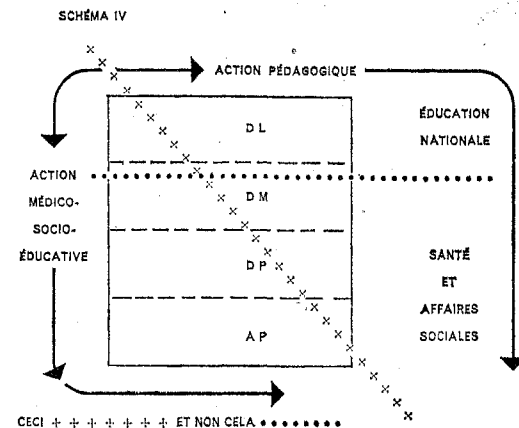 SCHÉMA IV
ACTION PÉDAGOGIQUE
D L
ÉDUCATION
NATIONALE
ACTION
MÉDICO-
SOCIO-
ÉDUCATIVE
D M
D P
SANTÉ
ET
AFFAIRES
SOCIALES
A P
CECI + + + + + + + ET NON CELA ••••••••